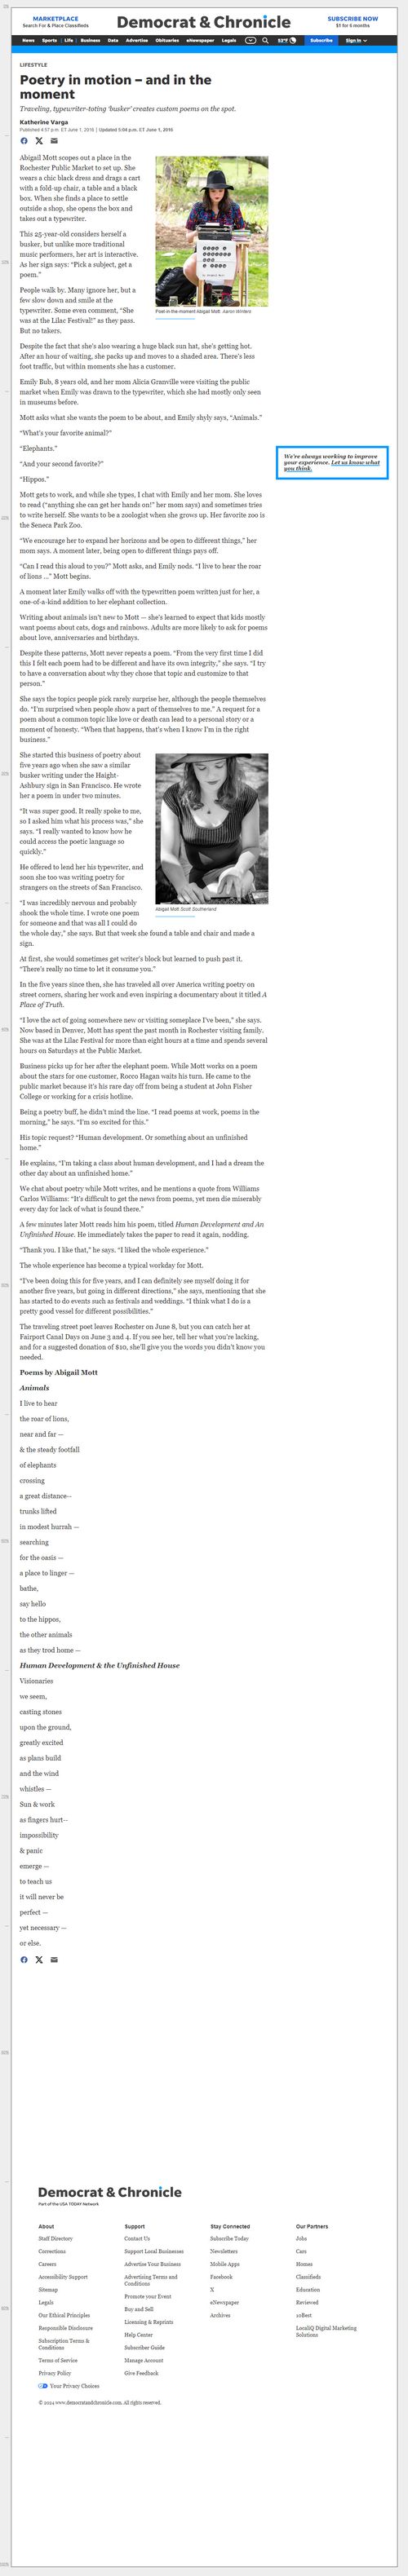 MARKETPLACE
Search For & Place Classifieds
Democrat & Chronicle
SUBSCRIBE NOW
$1 for 6 months
News Sports Life Business Data Advertise Obituaries eNewspaper Legals
52°F Subscribe Sign In
LIFESTYLE
Poetry in motion – and in the
moment
Traveling, typewriter-toting 'busker' creates custom poems on the spot.
Katherine Varga
Published 4:57 p.m. ET June 1, 2016 | Updated 5:04 p.m. ET June 1, 2016
Abigail Mott scopes out a place in the
Rochester Public Market to set up. She
wears a chic black dress and drags a cart
with a fold-up chair, a table and a black
box. When she finds a place to settle
outside a shop, she opens the box and
takes out a typewriter.
This 25-year-old considers herself a
busker, but unlike more traditional
music performers, her art is interactive.
As her sign says: "Pick a subject, get a
poem."
Poet-in the moment Abigail Mott Aaron Winters
People walk by. Many ignore her, but a
few slow down and smile at the
typewriter. Some even comment, "She
was at the Lilac Festival!" as they pass.
But no takers.
Despite the fact that she's also wearing a huge black sun hat, she's getting hot.
After an hour of waiting, she packs up and moves to a shaded area. There's less
foot traffic, but within moments she has a customer.
Emily Bub, 8 years old, and her mom Alicia Granville were visiting the public
market when Emily was drawn to the typewriter, which she had mostly only seen
in museums before.
Mott asks what she wants the poem to be about, and Emily shyly says, "Animals."
"What's your favorite animal?"
"Elephants."
"And your second favorite?"
"Hippos."
We're always working to improve
your experience. Let us know what
you think.
Mott gets to work, and while she types, I chat with Emily and her mom. She loves
to read ("anything she can get her hands on!" her mom says) and sometimes tries
to write herself. She wants to be a zoologist when she grows up. Her favorite zoo is
the Seneca Park Zoo.
"We encourage her to expand her horizons and be open to different things," her
mom says. A moment later, being open to different things pays off.
"Can I read this aloud to you?" Mott asks, and Emily nods. "I live to hear the roar
of lions ..." Mott begins.
A moment later Emily walks off with the typewritten poem written just for her, a
one-of-a-kind addition to her elephant collection.
Writing about animals isn't new to Mott — she's learned to expect that kids mostly
want poems about cats, dogs and rainbows. Adults are more likely to ask for poems
about love, anniversaries and birthdays.
Despite these patterns, Mott never repeats a poem. "From the very first time I did
this I felt each poem had to be different and have its own integrity," she says. "I try
to have a conversation about why they chose that topic and customize to that
person."
She says the topics people pick rarely surprise her, although the people themselves
do. "I'm surprised when people show a part of themselves to me." A request for a
poem about a common topic like love or death can lead to a personal story or a
moment of honesty. "When that happens, that's when I know I'm in the right
business."
She started this business of poetry about
five years ago when she saw a similar
busker writing under the Haight-
Ashbury sign in San Francisco. He wrote
her a poem in under two minutes.
"It was super good. It really spoke to me,
so I asked him what his process was," she
says. "I really wanted to know how he
could access the poetic language so
quickly."
He offered to lend her his typewriter, and
soon she too was writing poetry for
strangers on the streets of San Francisco.
Abigail Mott Scott Southerland
"I was incredibly nervous and probably
shook the whole time. I wrote one poem
for someone and that was all I could do
the whole day," she says. But that week she found a table and chair and made a
sign.
At first, she would sometimes get writer's block but learned to push past it.
"There's really no time to let it consume you."
In the five years since then, she has traveled all over America writing poetry on
street corners, sharing her work and even inspiring a documentary about it titled A
Place of Truth.
"I love the act of going somewhere new or visiting someplace I've been," she says.
Now based in Denver, Mott has spent the past month in Rochester visiting family.
She was at the Lilac Festival for more than eight hours at a time and spends several
hours on Saturdays at the Public Market.
Business picks up for her after the elephant poem. While Mott works on a poem
about the stars for one customer, Rocco Hagan waits his turn. He came to the
public market because it's his rare day off from being a student at John Fisher
College or working for a crisis hotline.
Being a poetry buff, he didn't mind the line. "I read poems at work, poems in the
morning," he says. "I'm so excited for this."
His topic request? "Human development. Or something about an unfinished
home."
He explains, "I'm taking a class about human development, and I had a dream the
other day about an unfinished home."
We chat about poetry while Mott writes, and he mentions a quote from Williams
Carlos Williams: "It's difficult to get the news from poems, yet men die miserably
every day for lack of what is found there."
A few minutes later Mott reads him his poem, titled Human Development and An
Unfinished House. He immediately takes the paper to read it again, nodding.
"Thank you. I like that," he says. "I liked the whole experience."
The whole experience has become a typical workday for Mott.
"I've been doing this for five years, and I can definitely see myself doing it for
another five years, but going in different directions," she says, mentioning that she
has started to do events such as festivals and weddings. "I think what I do is a
pretty good vessel for different possibilities."
The traveling street poet leaves Rochester on June 8, but you can catch her at
Fairport Canal Days on June 3 and 4. If you see her, tell her what you're lacking,
and for a suggested donation of $10, she'll give you the words you didn't know you
needed.
Poems by Abigail Mott
Animals
I live to hear
the roar of lions,
near and far —
& the steady footfall
of elephants
crossing
a great distance—
trunks lifted
in modest hurrah —
searching
for the oasis —
a place to linger —
bathe,
say hello
to the hippos,
the other animals
as they trod home —
Human Development & the Unfinished House
Visionaries
we seem,
casting stones
upon the ground,
greatly excited
as plans build
and the wind
whistles —
Sun & work
as fingers hurt—
impossibility
& panic
emerge —
to teach us
it will never be
perfect —
yet necessary —
or else.
Democrat & Chronicle
Part of the USA TODAY Network
About
Staff Directory
Corrections
Careers
Accessibility Support
Sitemap
Legals
Our Ethical Principles
Responsible Disclosure
Subscription Terms &
Conditions
Terms of Service
Privacy Policy
Your Privacy Choices
Support
Contact Us
Support Local Businesses
Advertise Your Business
Advertising Terms and
Conditions
Promote your Event
Buy and Sell
Licensing & Reprints
Help Center
Subscriber Guide
Manage Account
Give Feedback
Stay Connected
Subscribe Today
Newsletters
Mobile Apps
Facebook
X
eNewspaper
Archives
Our Partners
Jobs
Cars
Homes
Classifieds
Education
Reviewed
10Best
LocaliQ Digital Marketing
Solutions
© 2024 www.democratandchronicle.com. All rights reserved.